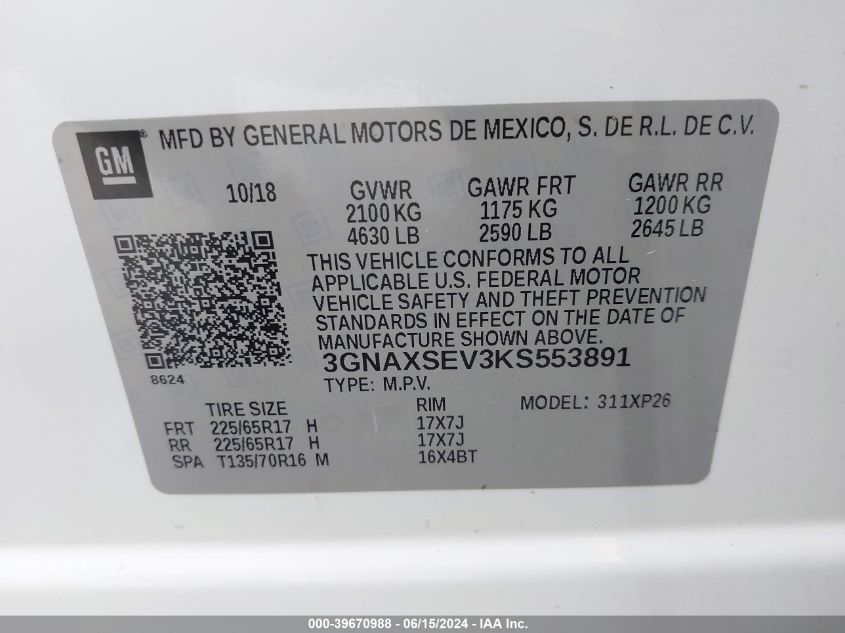 GM ® MFD BY GENERAL MOTORS DE MEXICO, S. DE R.L. DE C.V.
10/18 GVWR GAWR FRT GAWR RR
2100 KG 1175 KG 1200 KG
4630 LB 2590 LB 2645 LB
THIS VEHICLE CONFORMS TO ALL
APPLICABLE U.S. FEDERAL MOTOR
VEHICLE SAFETY AND THEFT PREVENTION
STANDARDS IN EFFECT ON THE DATE OF
MANUFACTURE SHOWN ABOVE.
3GNAXSEV3KS553891
8624
TYPE: M.P.V.
TIRE SIZE RIM MODEL: 311XP26
FRT 225/65R17 H 17X7J
RR 225/65R17 H 17X7J
SPA T135/70R16 M 16X4BT
000-39670988 - 06/15/2024 - IAA Inc.